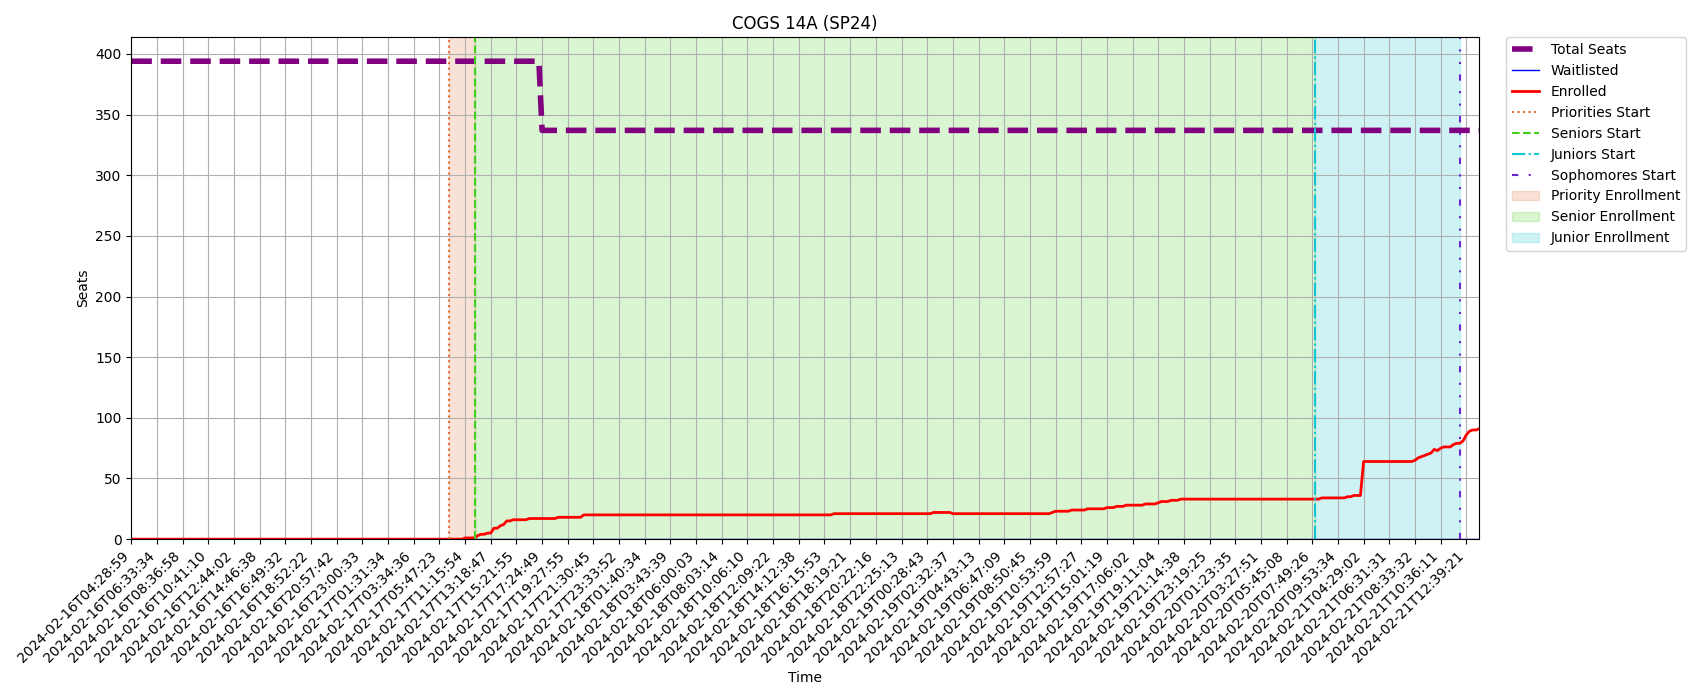 COGS 14A (SP24)
Total Seats
Waitlisted
Enrolled
Priorities Start
Seniors Start
Juniors Start
Sophomores Start
Priority Enrollment
Senior Enrollment
Junior Enrollment
Seats
400
350
300
250
200
150
100
50
0
2024-02-16T04:28:59
2024-02-16T06:33:34
2024-02-16T08:36:58
2024-02-16T10:41:10
2024-02-16T12:44:02
2024-02-16T14:46:38
2024-02-16T16:49:32
2024-02-16T18:52:22
2024-02-16T20:57:42
2024-02-16T23:00:33
2024-02-17T01:31:34
2024-02-17T03:34:36
2024-02-17T05:47:23
2024-02-17T11:15:54
2024-02-17T13:18:47
2024-02-17T15:21:55
2024-02-17T17:24:49
2024-02-17T19:27:55
2024-02-17T21:30:45
2024-02-17T23:33:52
2024-02-18T01:40:34
2024-02-18T03:43:39
2024-02-18T06:00:03
2024-02-18T08:03:14
2024-02-18T10:06:10
2024-02-18T12:09:22
2024-02-18T14:12:38
2024-02-18T16:15:53
2024-02-18T18:19:21
2024-02-18T20:22:16
2024-02-18T22:25:13
2024-02-19T00:28:43
2024-02-19T02:32:37
2024-02-19T04:43:13
2024-02-19T06:47:09
2024-02-19T08:50:45
2024-02-19T10:53:59
2024-02-19T12:57:27
2024-02-19T15:01:19
2024-02-19T17:06:02
2024-02-19T19:11:04
2024-02-19T21:14:38
2024-02-19T23:19:25
2024-02-20T01:23:35
2024-02-20T03:27:51
2024-02-20T05:45:08
2024-02-20T07:49:26
2024-02-20T09:53:34
2024-02-21T04:29:02
2024-02-21T06:31:31
2024-02-21T08:33:32
2024-02-21T10:36:11
2024-02-21T12:39:21
Time